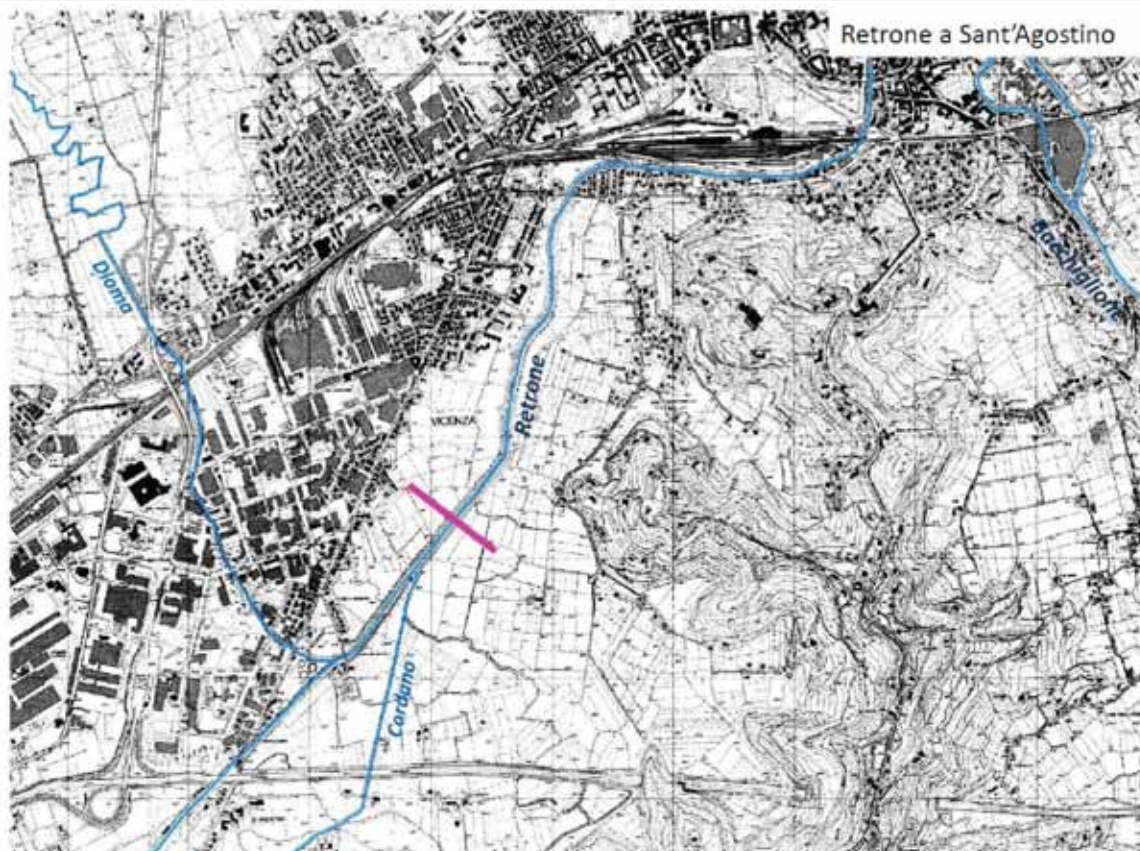 Retrone a Sant'Agostino
Dioma
Bacchiglione
Retrone
VICENZA
Cordano